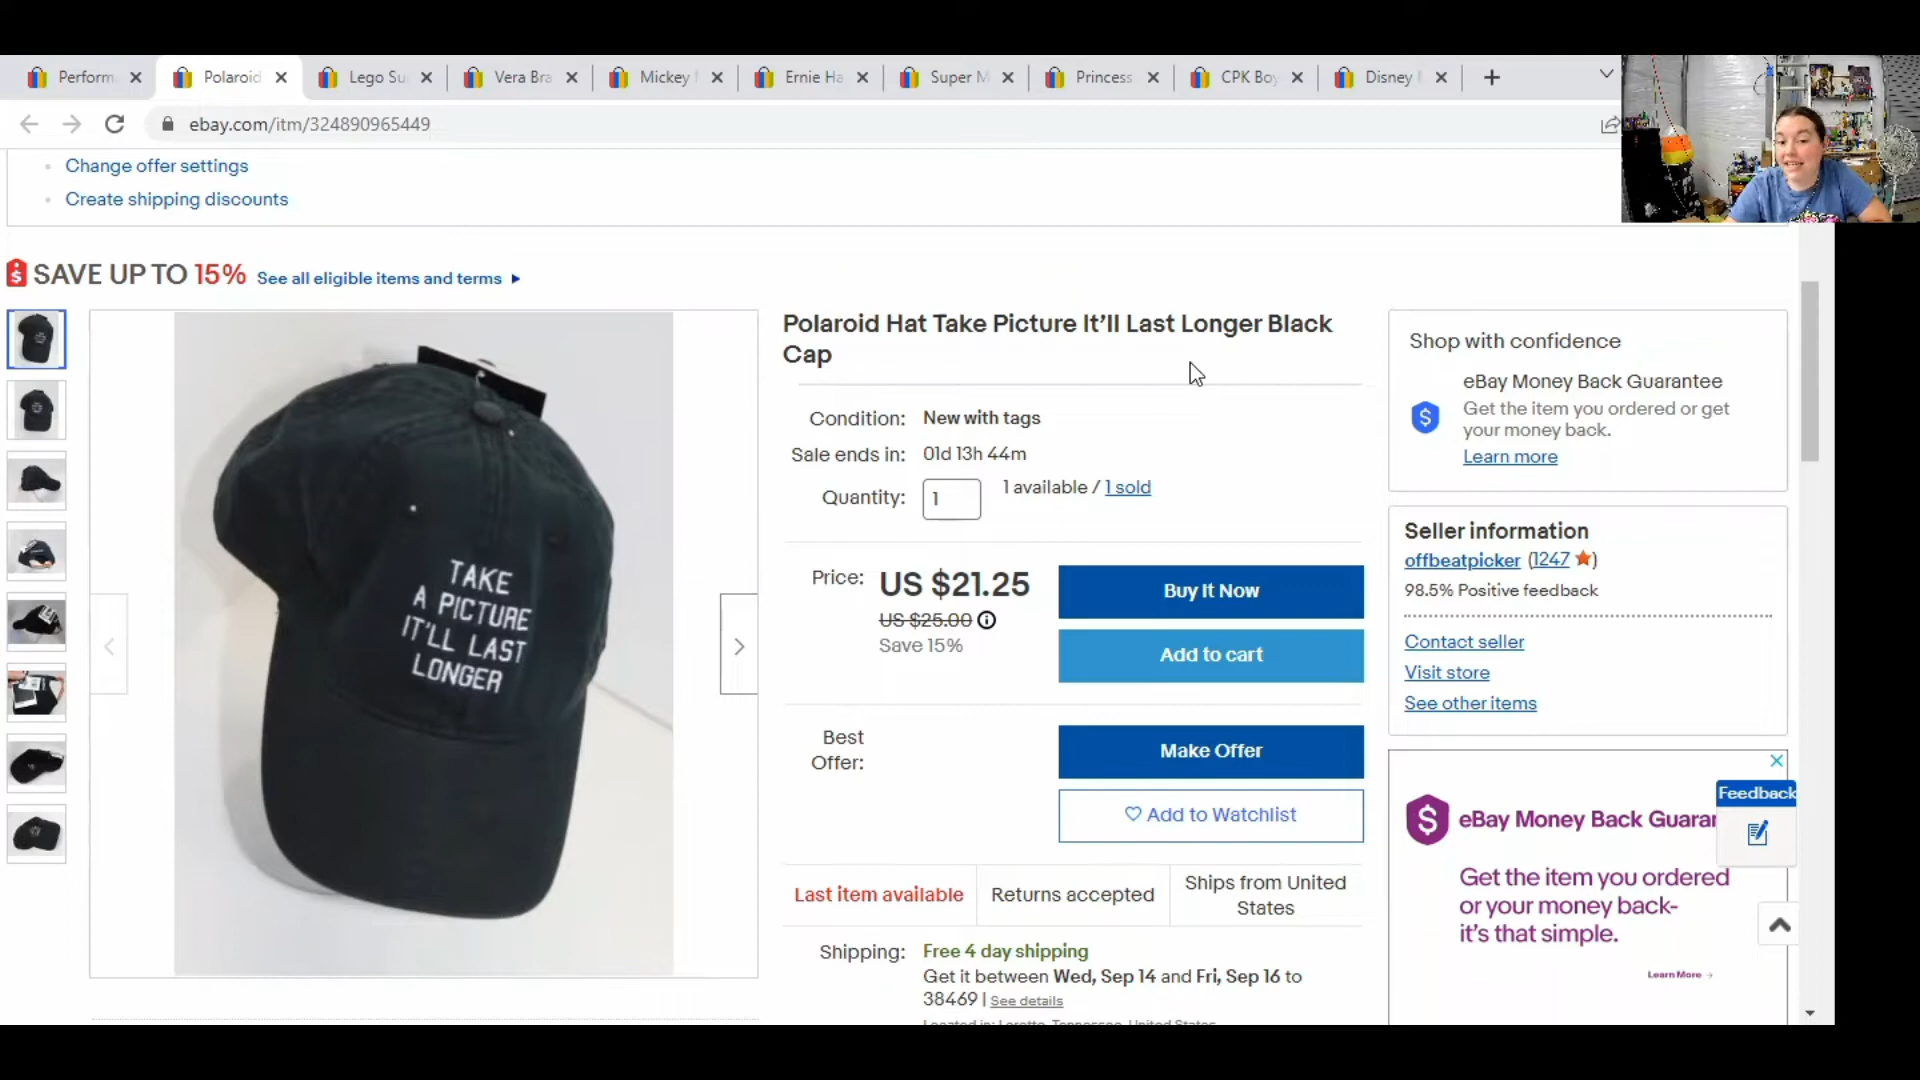 Perform
Polaroid
Lego Su
Vera Bra
Mickey
Ernie Ha
Super M
Princess
CPK Boy
Disney
ebay.com/itm/324890965449
Change offer settings
Create shipping discounts
SAVE UP TO 15% See all eligible items and terms
Polaroid Hat Take Picture It’ll Last Longer Black
Cap
Condition: New with tags
Sale ends in: 01d 13h 44m
Quantity: 1 1 available / 1 sold
Price: US $21.25
US $25.00
Save 15%
Buy It Now
Add to cart
Best
Offer:
Make Offer
Add to Watchlist
Last item available
Returns accepted
Ships from United
States
Shipping: Free 4 day shipping
Get it between Wed, Sep 14 and Fri, Sep 16 to
38469 | See details
Located in: Loretto, Tennessee, United States
TAKE
A PICTURE
IT'LL LAST
LONGER
Shop with confidence
eBay Money Back Guarantee
Get the item you ordered or get
your money back.
Learn more
Seller information
offbeatpicker (1247)
98.5% Positive feedback
Contact seller
Visit store
See other items
eBay Money Back Guarar
Get the item you ordered
or your money back-
it's that simple.
Learn More
Feedback